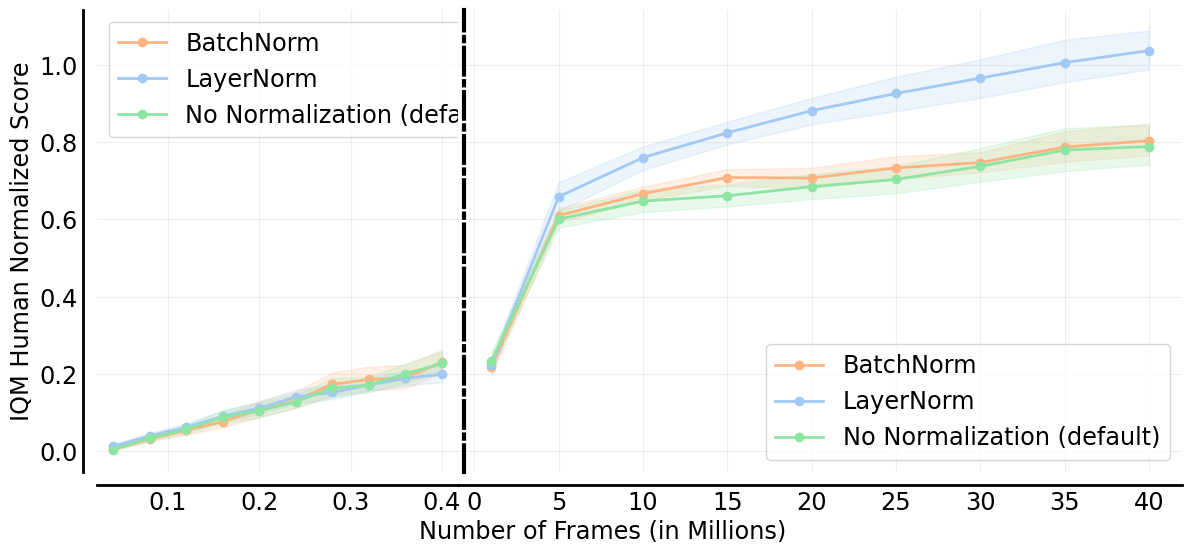 IQM Human Normalized Score
1.0
0.8
0.6
0.4
0.2
0.0
BatchNorm
LayerNorm
No Normalization (defa
0.1 0.2 0.3 0.4
BatchNorm
LayerNorm
No Normalization (default)
0 5 10 15 20 25 30 35 40
Number of Frames (in Millions)